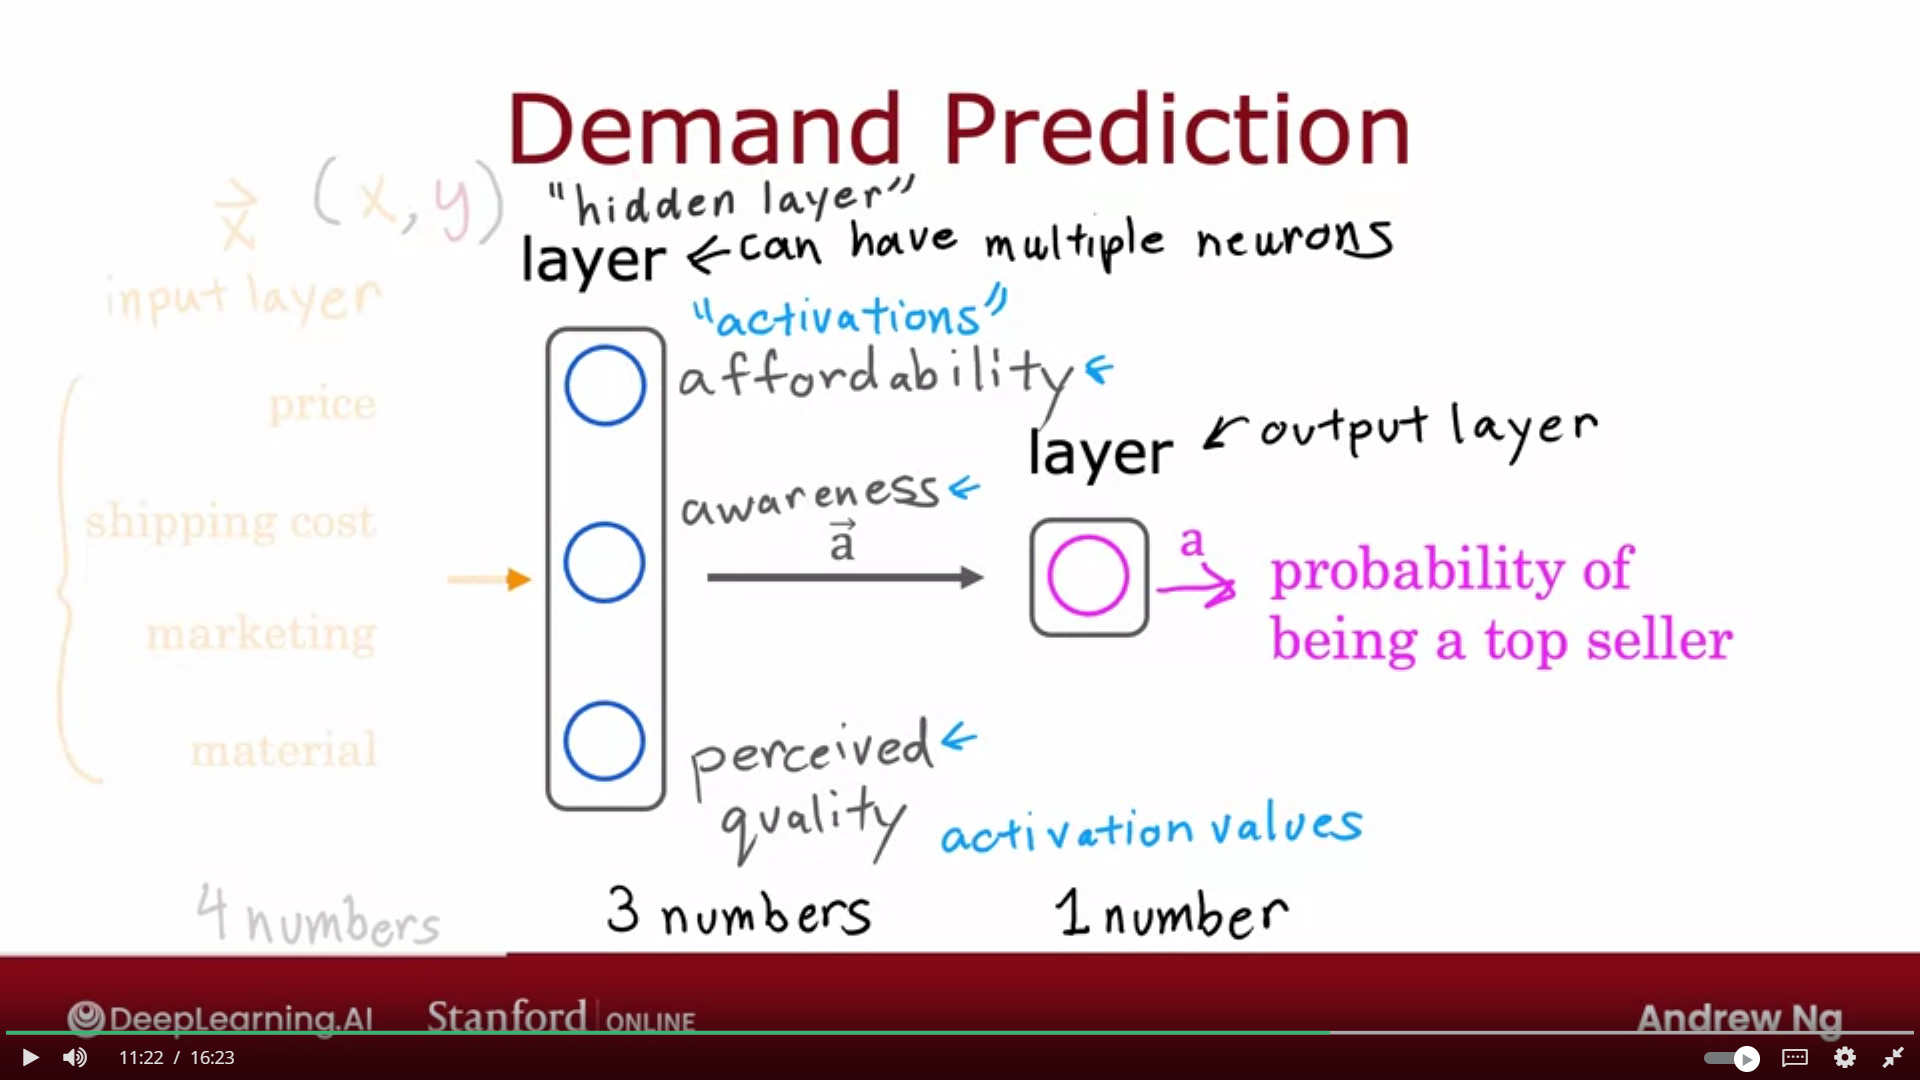 Demand Prediction
x⃗ (x, y)
"hidden layer"
layer ← can have multiple neurons
input layer
"activations"
price
affordability ←
layer ← output layer
shipping cost
awareness ←
a⃗
a
probability of
being a top seller
marketing
material
perceived ←
quality
activation values
4 numbers
3 numbers
1 number
DeepLearning.AI
Stanford | ONLINE
Andrew Ng
11:22 / 16:23